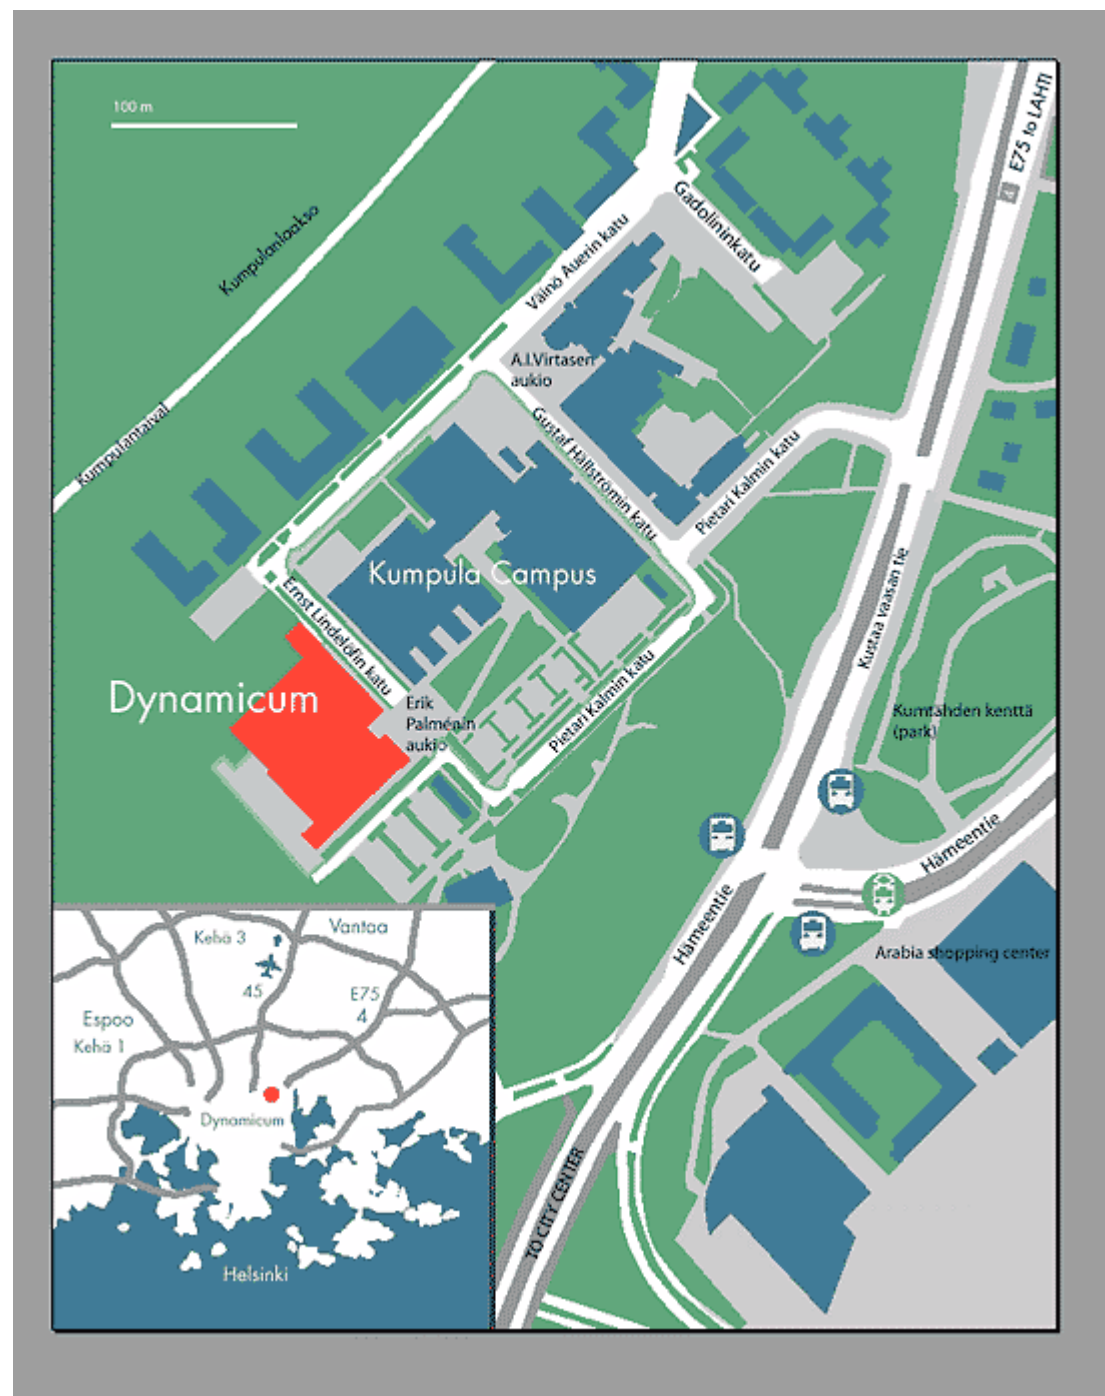 100 m
E75 to LAHTI
4
Kumpulanlaakso
Gadolininkatu
Väinö Auerin katu
A.I.Virtasen
aukio
Kumpulantaival
Gustaf Hällströmin katu
Pietari Kalmin katu
Kumpula Campus
Kustaa vaasan tie
Ernst Lindelöfin katu
Dynamicum
Erik
Palménin
aukio
Pietari Kalmin katu
Kumtähden kenttä
(park)
Hämeentie
Hämeentie
Arabia shopping center
Kehä 3
Vantaa
45
E75
4
Espoo
Kehä 1
Dynamicum
Helsinki
TO CITY CENTER